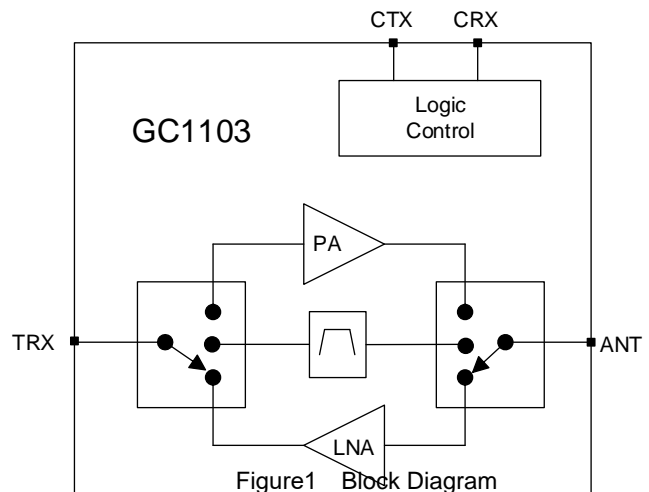 CTX CRX
Logic
Control
GC1103
PA
TRX
ANT
LNA
Figure1 Block Diagram